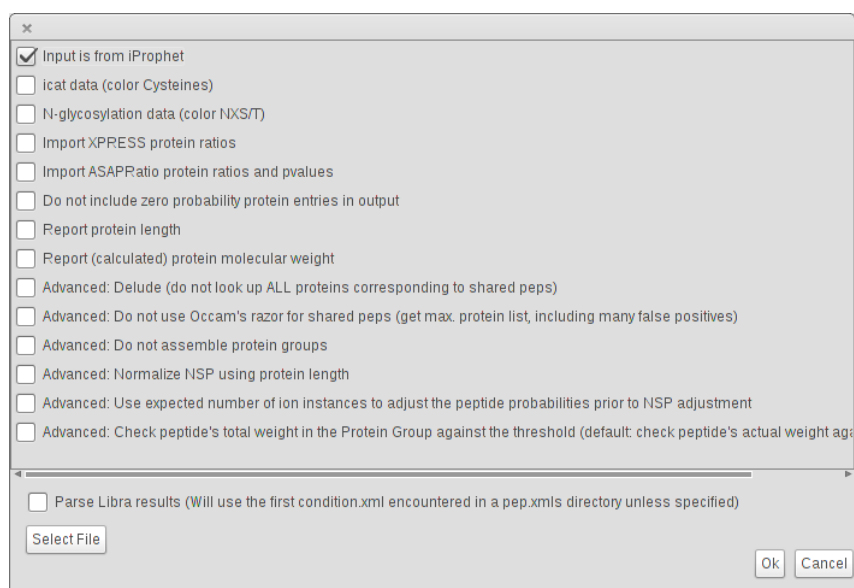 Input is from iProphet
icat data (color Cysteines)
N-glycosylation data (color NXS/T)
Import XPRESS protein ratios
Import ASAPRatio protein ratios and pvalues
Do not include zero probability protein entries in output
Report protein length
Report (calculated) protein molecular weight
Advanced: Delude (do not look up ALL proteins corresponding to shared peps)
Advanced: Do not use Occam's razor for shared peps (get max. protein list, including many false positives)
Advanced: Do not assemble protein groups
Advanced: Normalize NSP using protein length
Advanced: Use expected number of ion instances to adjust the peptide probabilities prior to NSP adjustment
Advanced: Check peptide's total weight in the Protein Group against the threshold (default: check peptide's actual weight aga
Parse Libra results (Will use the first condition.xml encountered in a pep.xmls directory unless specified)
Select File
Ok Cancel